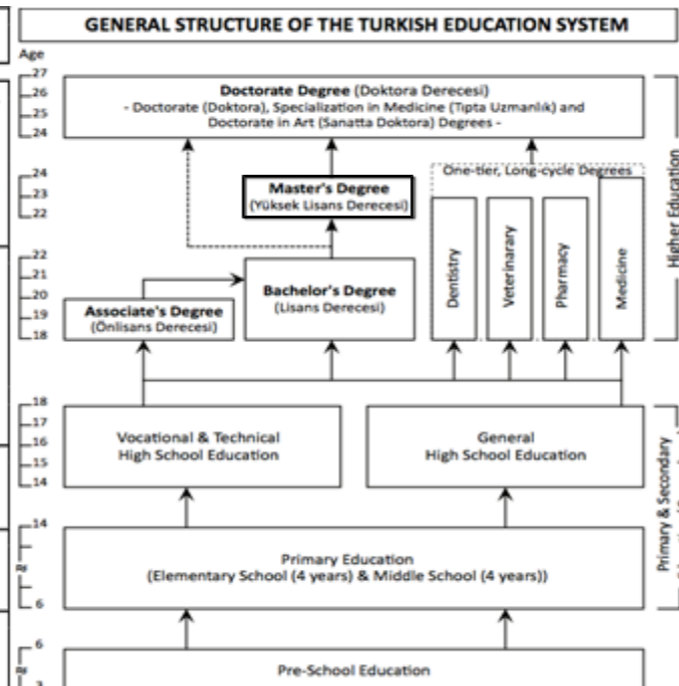 GENERAL STRUCTURE OF THE TURKISH EDUCATION SYSTEM
Age
27
26
25
24
Doctorate Degree (Doktora Derecesi)
- Doctorate (Doktora), Specialization in Medicine (Tıpta Uzmanlık) and
Doctorate in Art (Sanatta Doktora) Degrees -
24
23
22
Master's Degree
(Yüksek Lisans Derecesi)
One-tier, Long-cycle Degrees
Dentistry
Veterinarary
Pharmacy
Medicine
Higher Education
22
21
20
19
18
Bachelor's Degree
(Lisans Derecesi)
Associate's Degree
(Önlisans Derecesi)
18
17
16
15
14
Vocational & Technical
High School Education
General
High School Education
Primary & Secondary
14
6
Primary Education
(Elementary School (4 years) & Middle School (4 years))
6
3
Pre-School Education